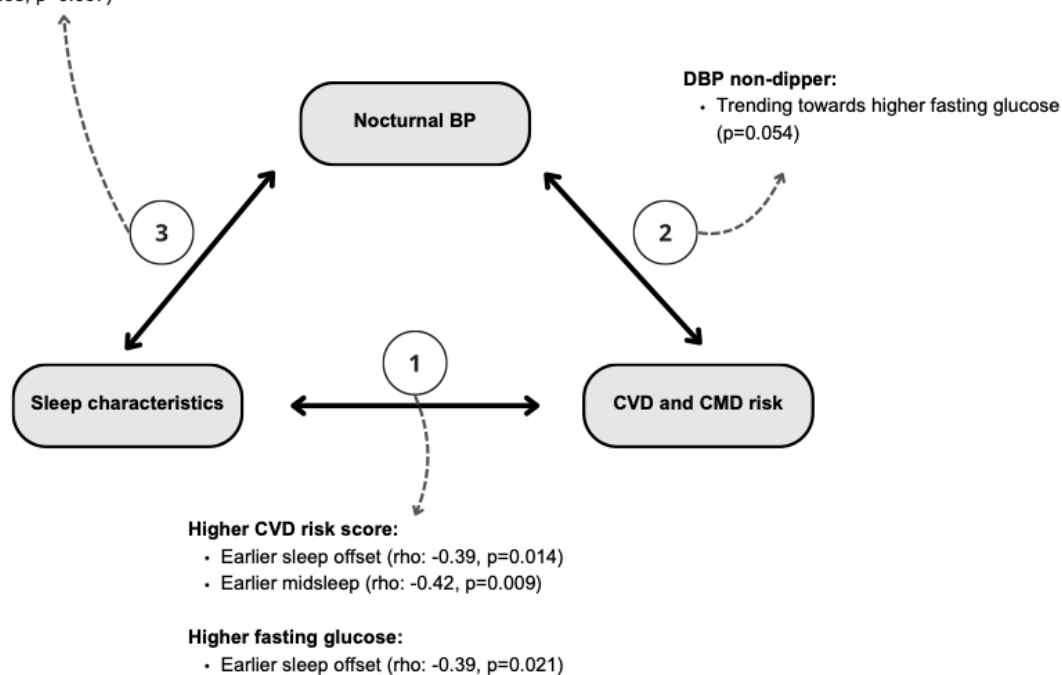 DBP non-dipper:
• Trending towards higher fasting glucose
(p=0.054)
Nocturnal BP
3
2
1
Sleep characteristics
CVD and CMD risk
Higher CVD risk score:
• Earlier sleep offset (rho: -0.39, p=0.014)
• Earlier midsleep (rho: -0.42, p=0.009)
Higher fasting glucose:
• Earlier sleep offset (rho: -0.39, p=0.021)